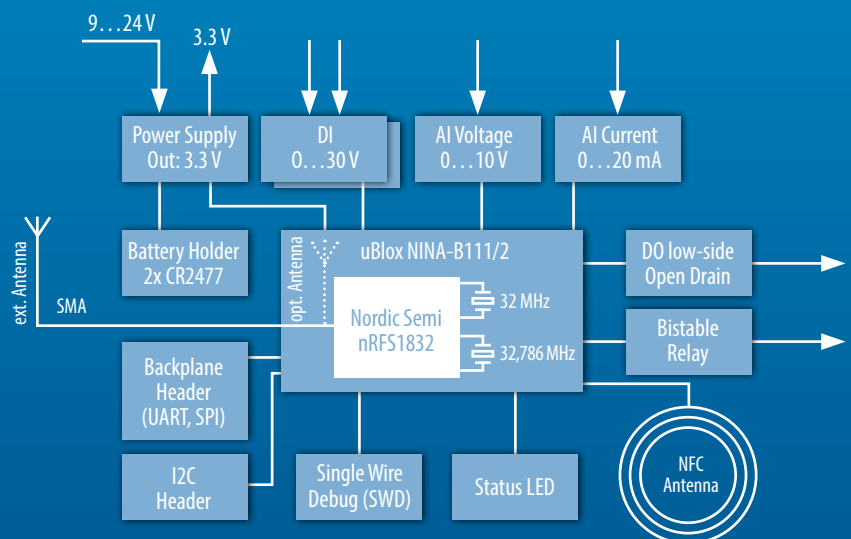 9…24 V
3.3 V
Power Supply
Out: 3.3 V
DI
0…30 V
AI Voltage
0…10 V
AI Current
0…20 mA
ext. Antenna
SMA
Battery Holder
2x CR2477
opt. Antenna
uBlox NINA-B111/2
Nordic Semi
nRFS1832
32 MHz
32,786 MHz
DO low-side
Open Drain
Bistable
Relay
Backplane
Header
(UART, SPI)
I2C
Header
Single Wire
Debug (SWD)
Status LED
NFC
Antenna